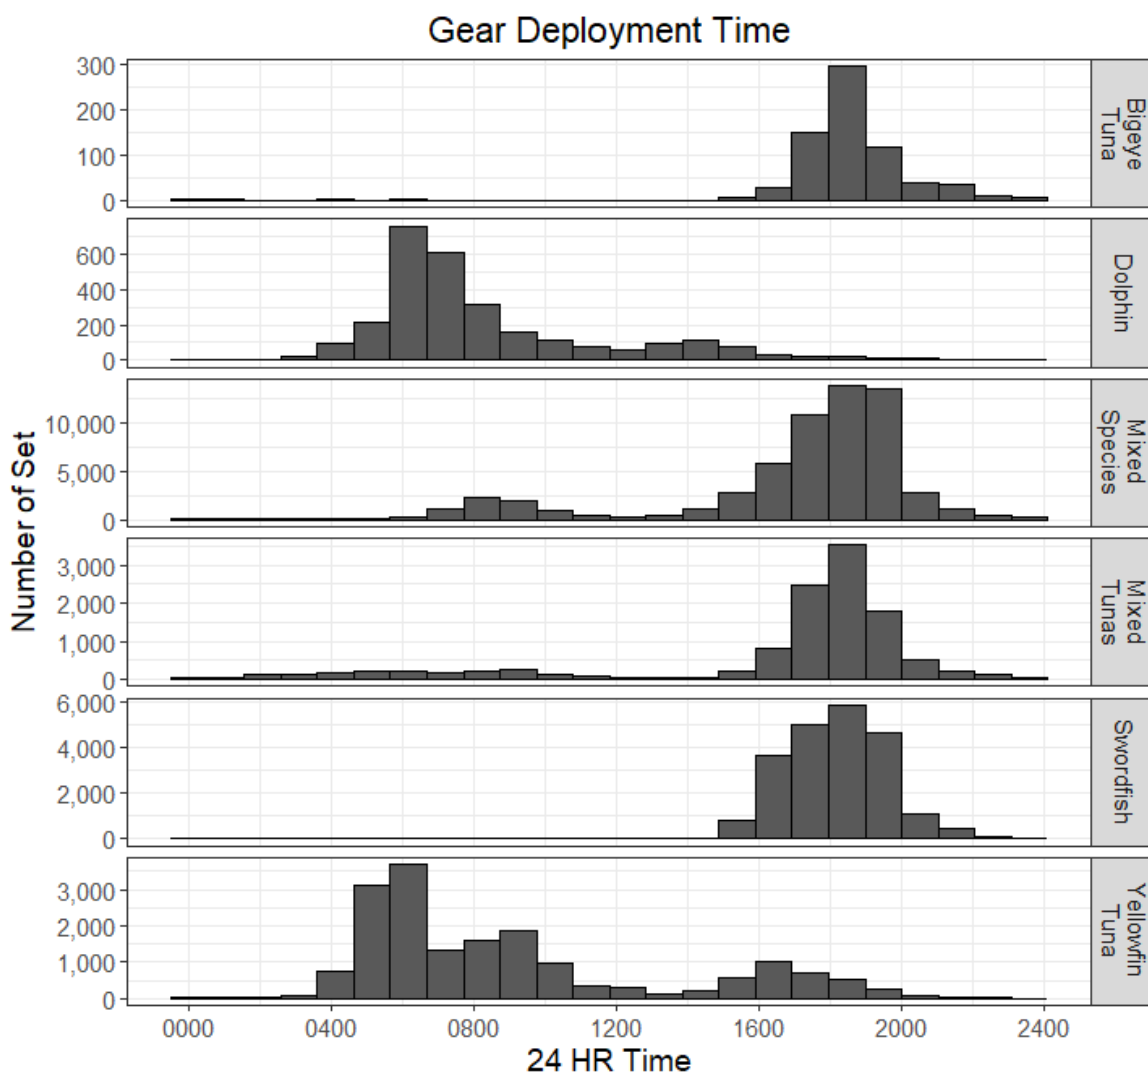 Gear Deployment Time
Number of Set
300
200
100
0
Bigeye
Tuna
600
400
200
0
Dolphin
10,000
5,000
0
Mixed
Species
3,000
2,000
1,000
0
Mixed
Tunas
6,000
4,000
2,000
0
Swordfish
3,000
2,000
1,000
0
Yellowfin
Tuna
0000 0400 0800 1200 1600 2000 2400
24 HR Time